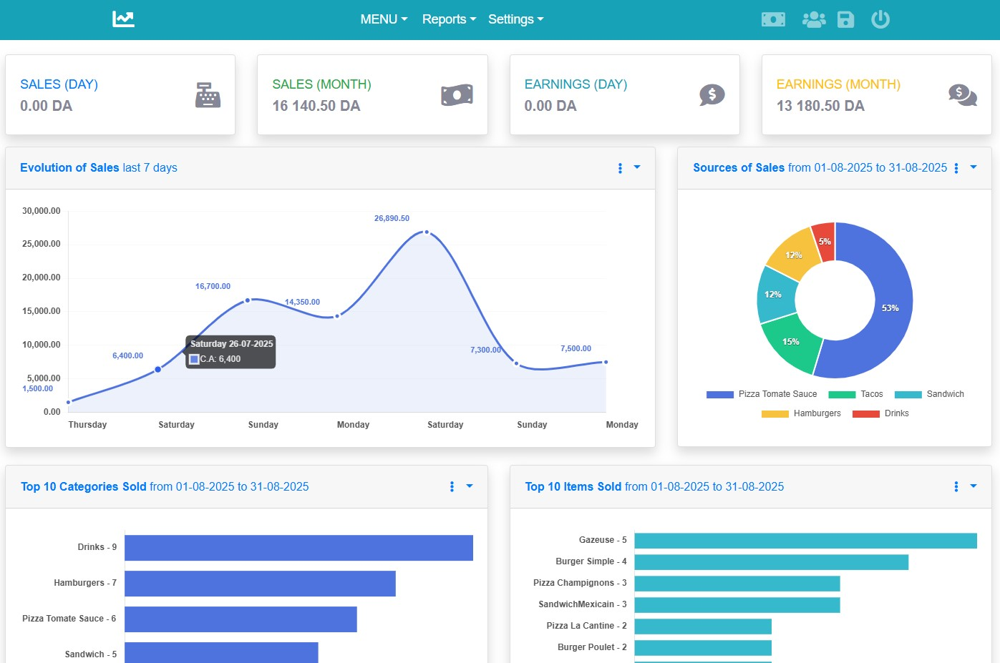 MENU Reports Settings
SALES (DAY)
0.00 DA
SALES (MONTH)
16 140.50 DA
EARNINGS (DAY)
0.00 DA
EARNINGS (MONTH)
13 180.50 DA
Evolution of Sales last 7 days
30,000.00
25,000.00
20,000.00
15,000.00
10,000.00
5,000.00
0.00
1,500.00
6,400.00
16,700.00
14,350.00
26,890.50
7,300.00
7,500.00
Saturday 26-07-2025
C.A: 6,400
Thursday Saturday Sunday Monday Saturday Sunday Monday
Sources of Sales from 01-08-2025 to 31-08-2025
5%
12%
12%
53%
15%
Pizza Tomate Sauce Tacos Sandwich
Hamburgers Drinks
Top 10 Categories Sold from 01-08-2025 to 31-08-2025
Drinks - 9
Hamburgers - 7
Pizza Tomate Sauce - 6
Sandwich - 5
Top 10 Items Sold from 01-08-2025 to 31-08-2025
Gazeuse - 5
Burger Simple - 4
Pizza Champignons - 3
SandwichMexicain - 3
Pizza La Cantine - 2
Burger Poulet - 2